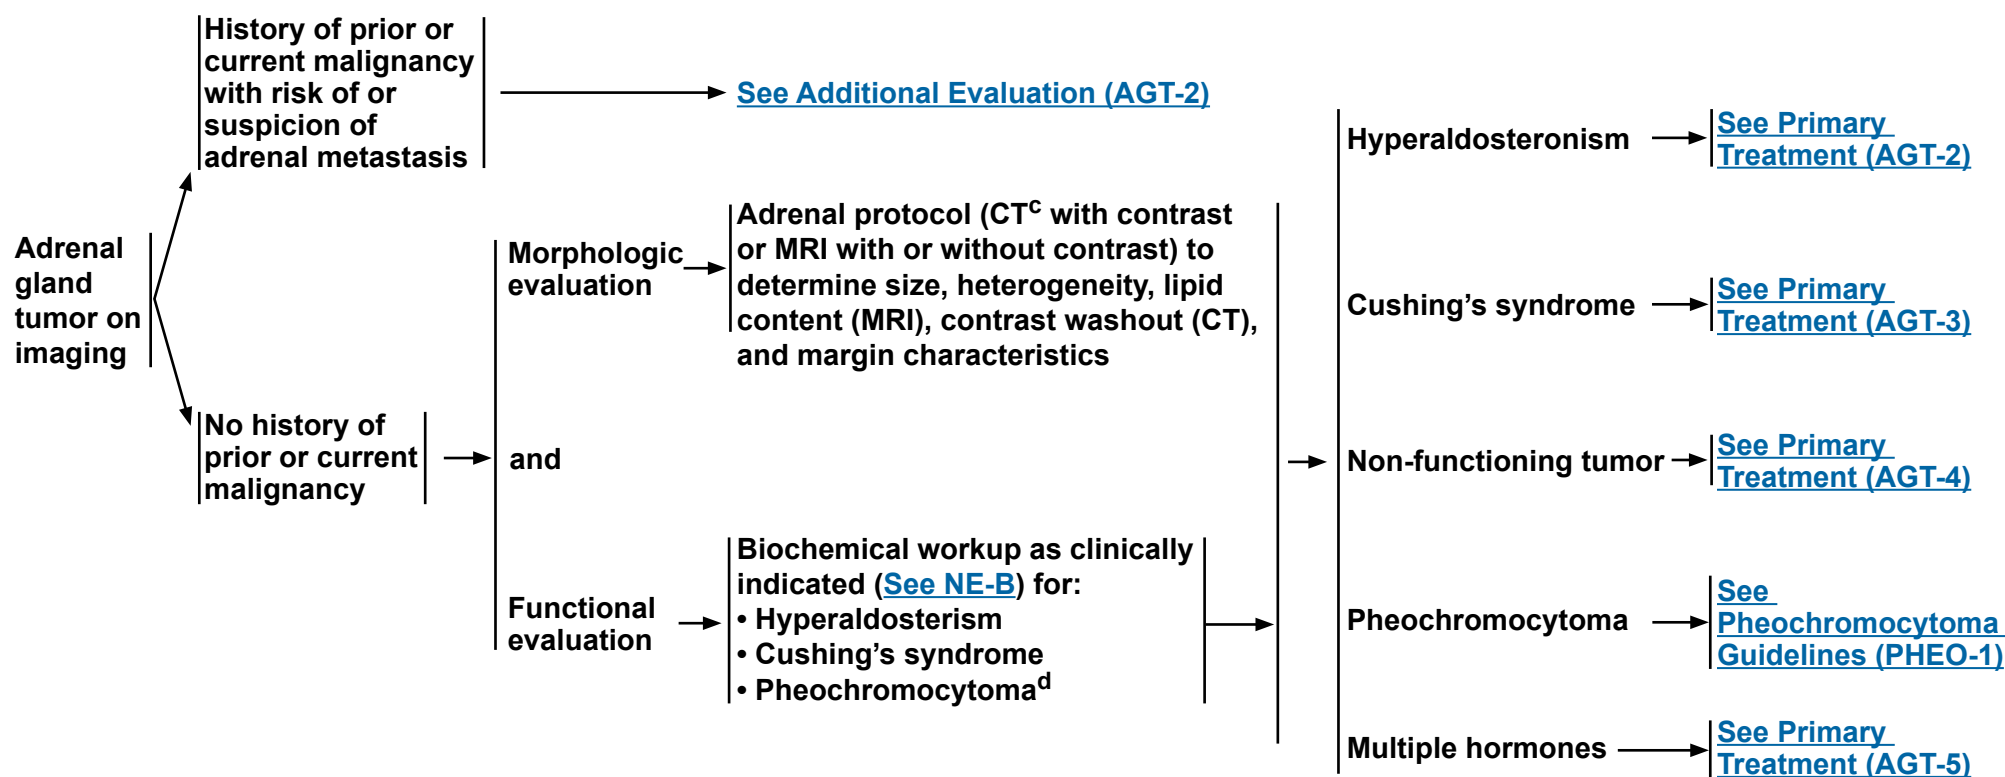 History of prior or
current malignancy
with risk of or
suspicion of
adrenal metastasis
See Additional Evaluation (AGT-2)
Adrenal
gland
tumor on
imaging
No history of
prior or current
malignancy
Morphologic
evaluation
and
Functional
evaluation
Adrenal protocol (CTc with contrast
or MRI with or without contrast) to
determine size, heterogeneity, lipid
content (MRI), contrast washout (CT),
and margin characteristics
Biochemical workup as clinically
indicated (See NE-B) for:
• Hyperaldosterism
• Cushing’s syndrome
• Pheochromocytomad
Hyperaldosteronism
See Primary
Treatment (AGT-2)
Cushing’s syndrome
See Primary
Treatment (AGT-3)
Non-functioning tumor
See Primary
Treatment (AGT-4)
Pheochromocytoma
See
Pheochromocytoma
Guidelines (PHEO-1)
Multiple hormones
See Primary
Treatment (AGT-5)